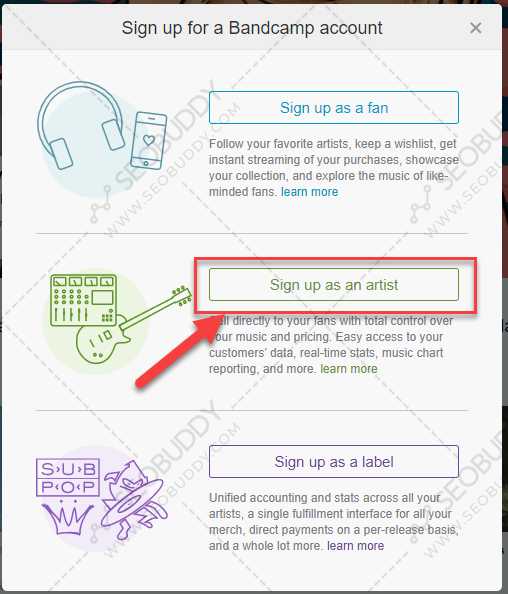 Sign up for a Bandcamp account
Sign up as a fan
Follow your favorite artists, keep a wishlist, get
instant streaming of your purchases, showcase
your collection, and explore the music of like-
minded fans. learn more
Sign up as an artist
directly to your fans with total control over
our music and pricing. Easy access to your
customers' data, real-time stats, music chart
reporting, and more. learn more
SUB
POP
Sign up as a label
Unified accounting and stats across all your
artists, a single fulfillment interface for all your
merch, direct payments on a per-release basis,
and a whole lot more. learn more
SEOBUDDY
WWW.SEOBUDDY.COM
SEOBUDDY
WWW.SEOBUDDY.COM
SEOBUDDY
WWW.SEOBUDDY.COM
SEOBUDDY
WWW.SEOBUDDY.COM